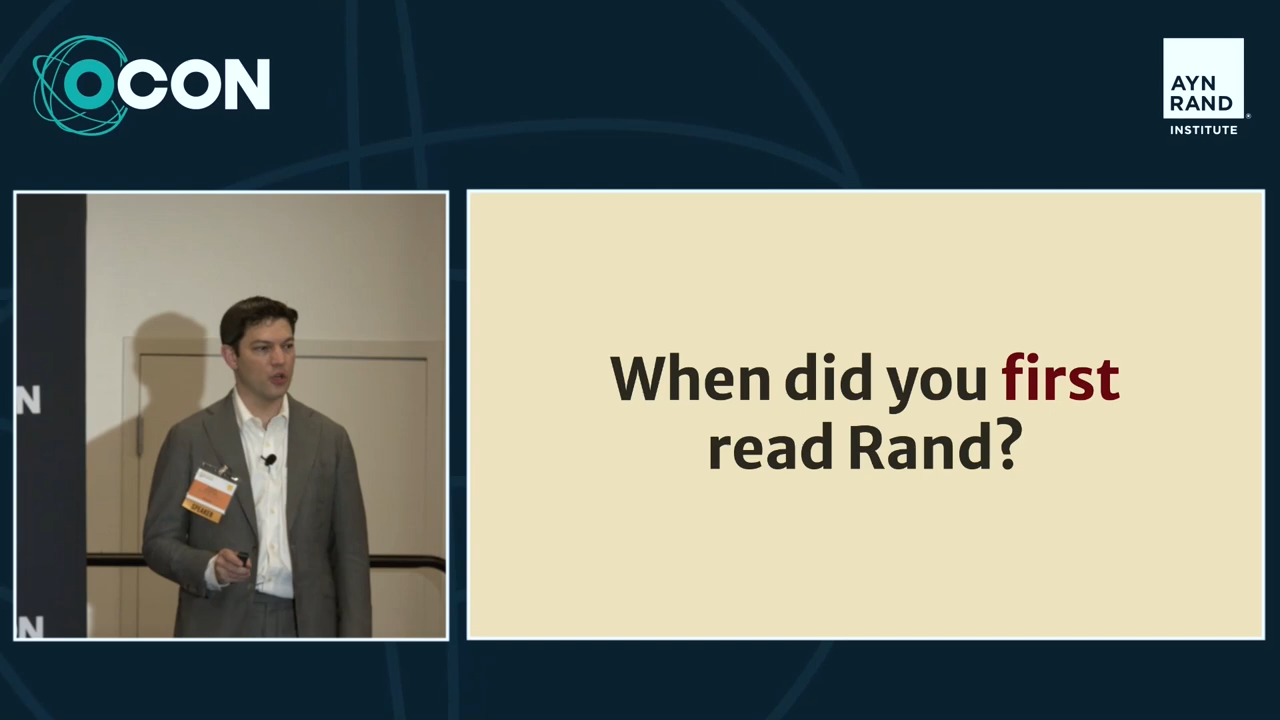 OCON
AYN
RAND
INSTITUTE
N
SPEAKER
N
When did you first
read Rand?